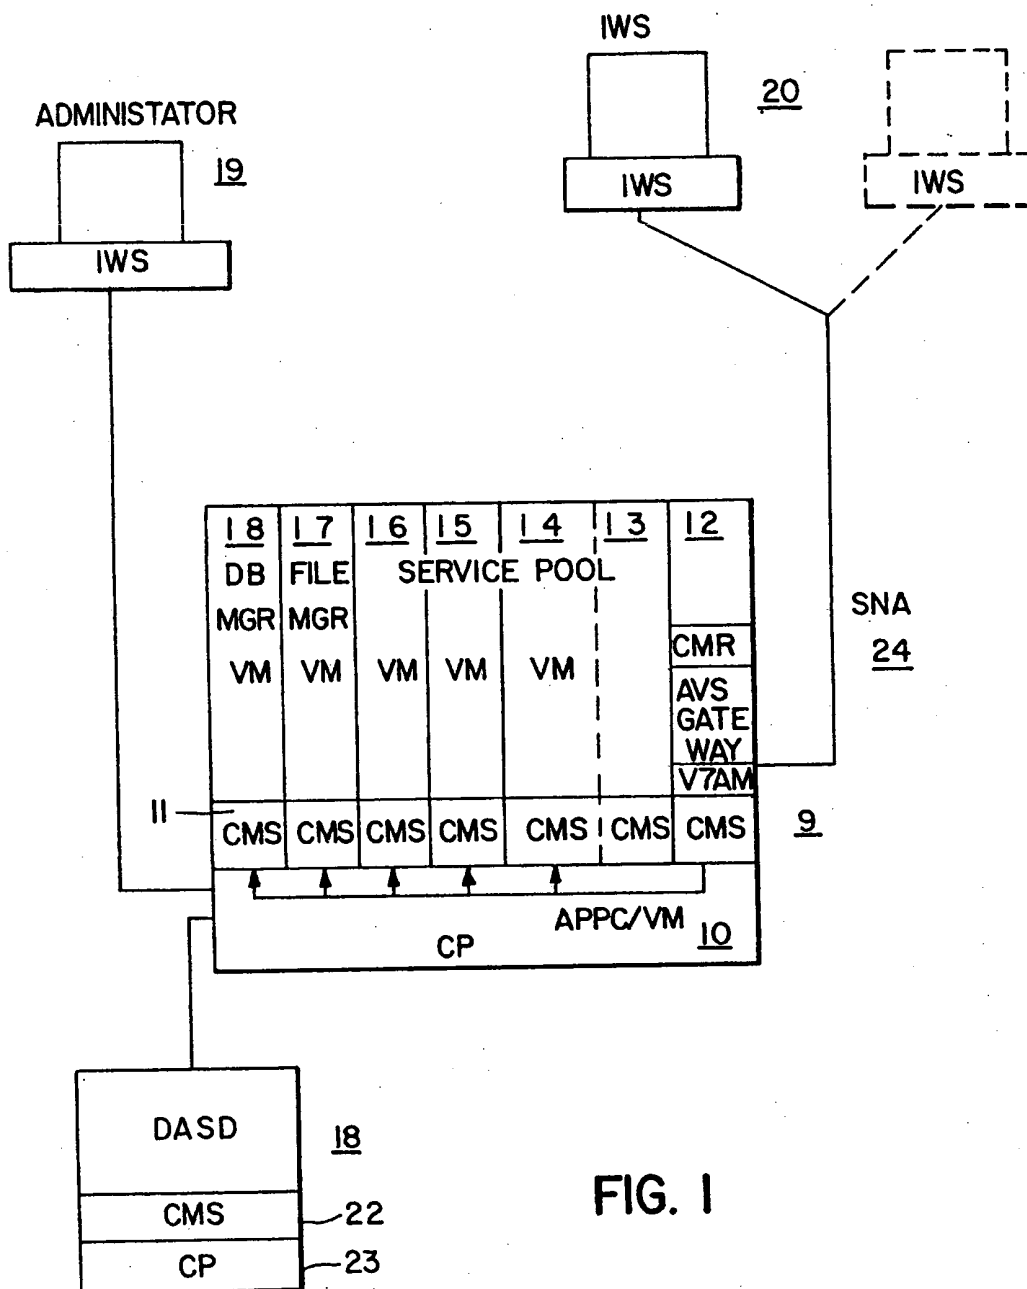 IWS
20
ADMINISTATOR
19
IWS
IWS
IWS
18 17 16 15 14 13 12
DB FILE SERVICE POOL
MGR MGR
VM VM VM VM VM
CMR
AVS
GATE
WAY
V7AM
SNA
24
11
CMS CMS CMS CMS CMS CMS CMS
9
APPC/VM
10
CP
DASD
18
CMS
22
CP
23
FIG. 1